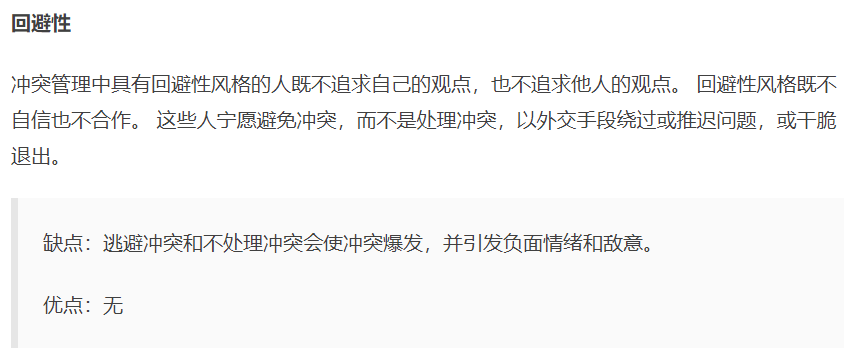 回避性
冲突管理中具有回避性风格的人既不追求自己的观点，也不追求他人的观点。 回避性风格既不
自信也不合作。 这些人宁愿避免冲突，而不是处理冲突，以外交手段绕过或推迟问题，或干脆
退出。
缺点：逃避冲突和不处理冲突会使冲突爆发，并引发负面情绪和敌意。
优点：无